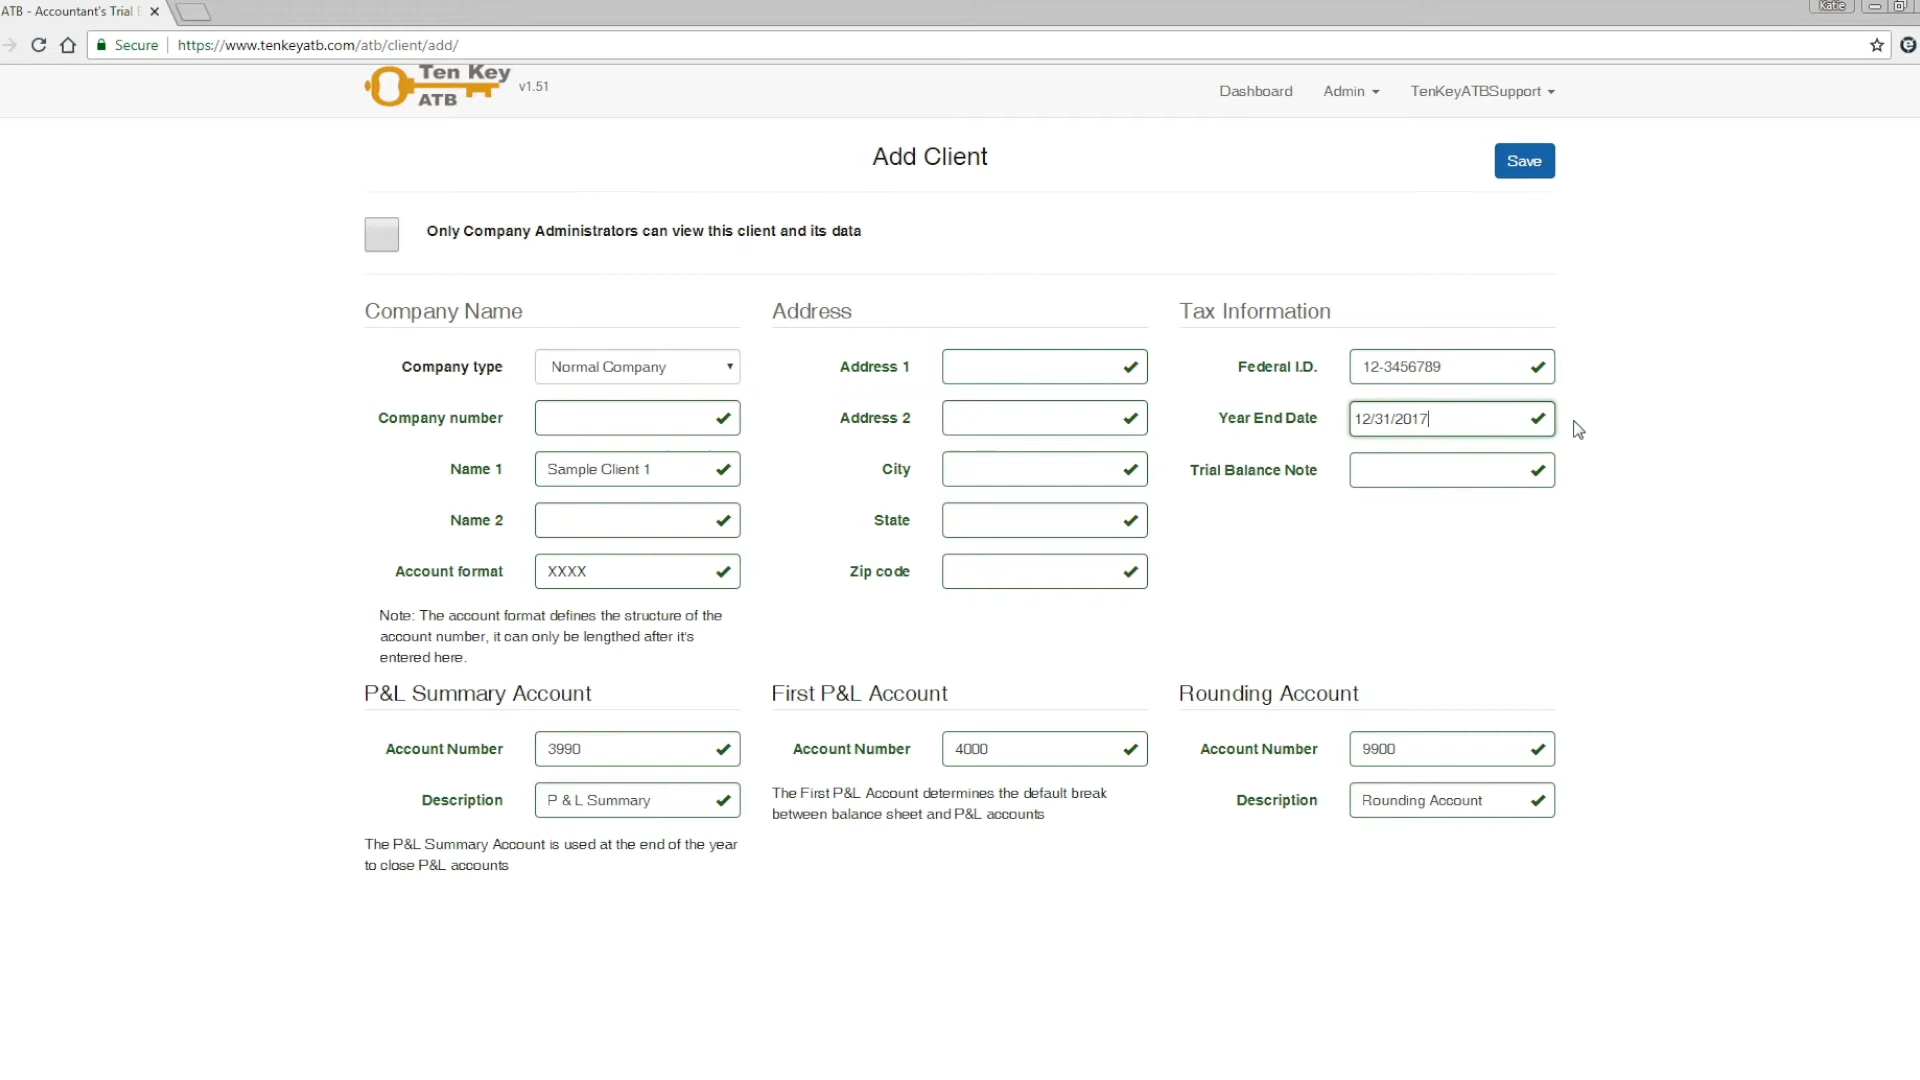 ATB - Accountant's Trial
Katie
Secure
https://www.tenkeyatb.com/atb/client/add/
Ten Key
ATB
v1.51
Dashboard
Admin
TenKeyATBSupport
Add Client
Save
Only Company Administrators can view this client and its data
Company Name
Company type
Normal Company
Company number
Name 1
Sample Client 1
Name 2
Account format
XXXX
Note: The account format defines the structure of the
account number, it can only be lengthed after it's
entered here.
Address
Address 1
Address 2
City
State
Zip code
Tax Information
Federal I.D.
12-3456789
Year End Date
12/31/2017
Trial Balance Note
P&L Summary Account
Account Number
3990
Description
P & L Summary
The P&L Summary Account is used at the end of the year
to close P&L accounts
First P&L Account
Account Number
4000
The First P&L Account determines the default break
between balance sheet and P&L accounts
Rounding Account
Account Number
9900
Description
Rounding Account